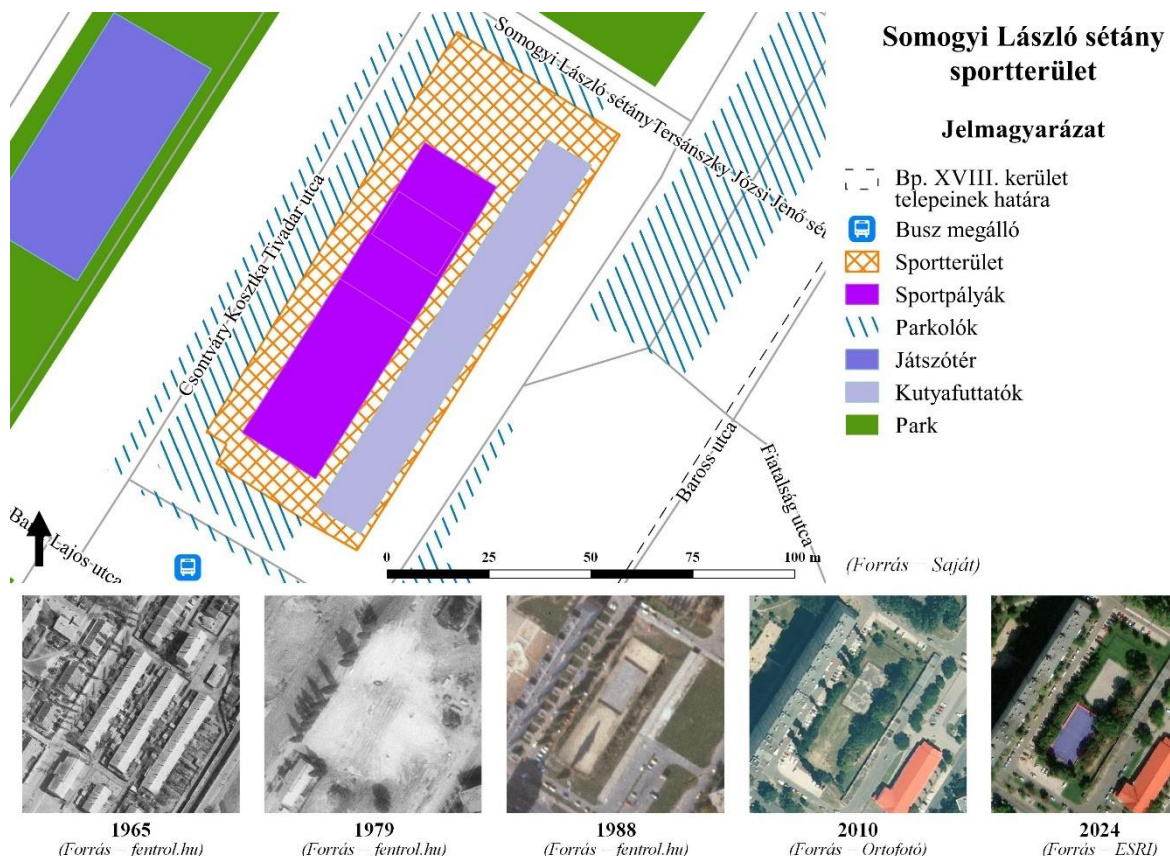 Somogyi László sétány
sportterület
Jelmagyarázat
Bp. XVIII. kerület
telepeinek határa
Busz megálló
Sportterület
Sportpályák
Parkolók
Játszótér
Kutyafuttatók
Park
(Forrás – Saját)
Somogyi László sétány
Tersánszky Józsi Jenő sét
Csontváry Kosztka Tivadar utca
Baross utca
Fiatalság utca
Lajos utca
0 25 50 75 100 m
1965
(Forrás – fentrol.hu)
1979
(Forrás – fentrol.hu)
1988
(Forrás – fentrol.hu)
2010
(Forrás – Ortofotó)
2024
(Forrás – ESRI)